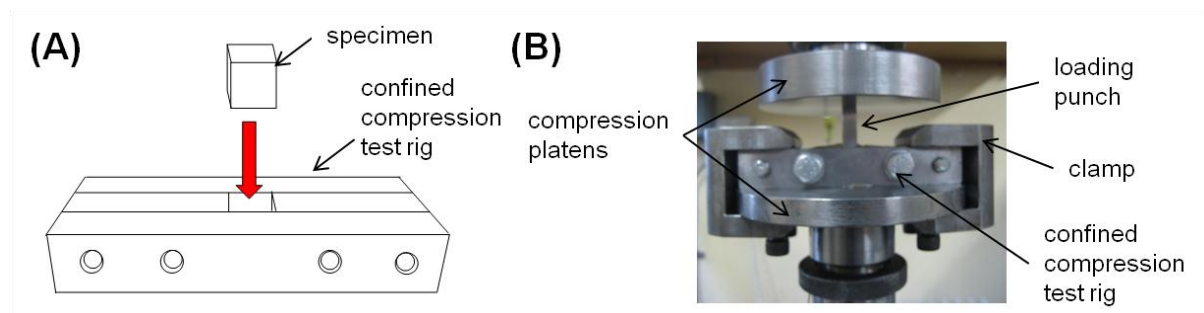 (A)
specimen
confined
compression
test rig
(B)
compression
platens
loading
punch
clamp
confined
compression
test rig